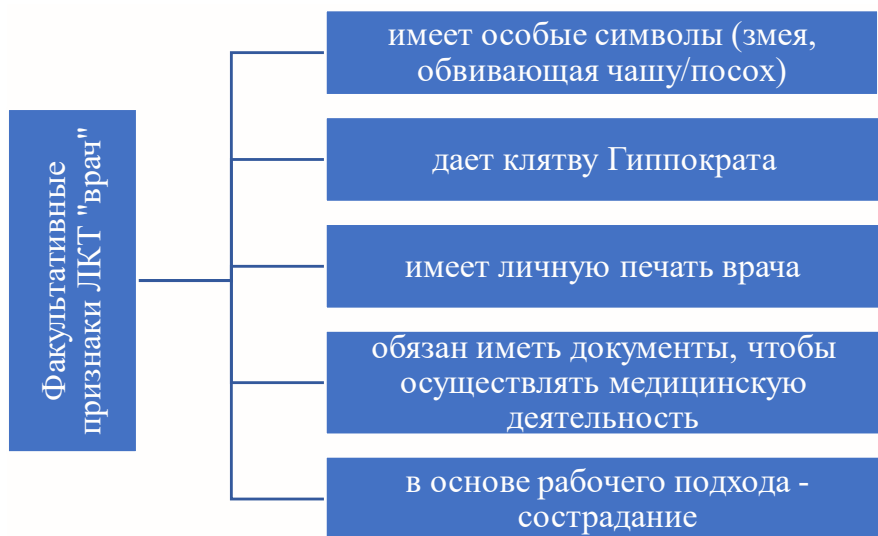 Факультативные
признаки ЛКТ "врач"
имеет особые символы (змея,
обвивающая чашу/посох)
дает клятву Гиппократа
имеет личную печать врача
обязан иметь документы, чтобы
осуществлять медицинскую
деятельность
в основе рабочего подхода -
сострадание